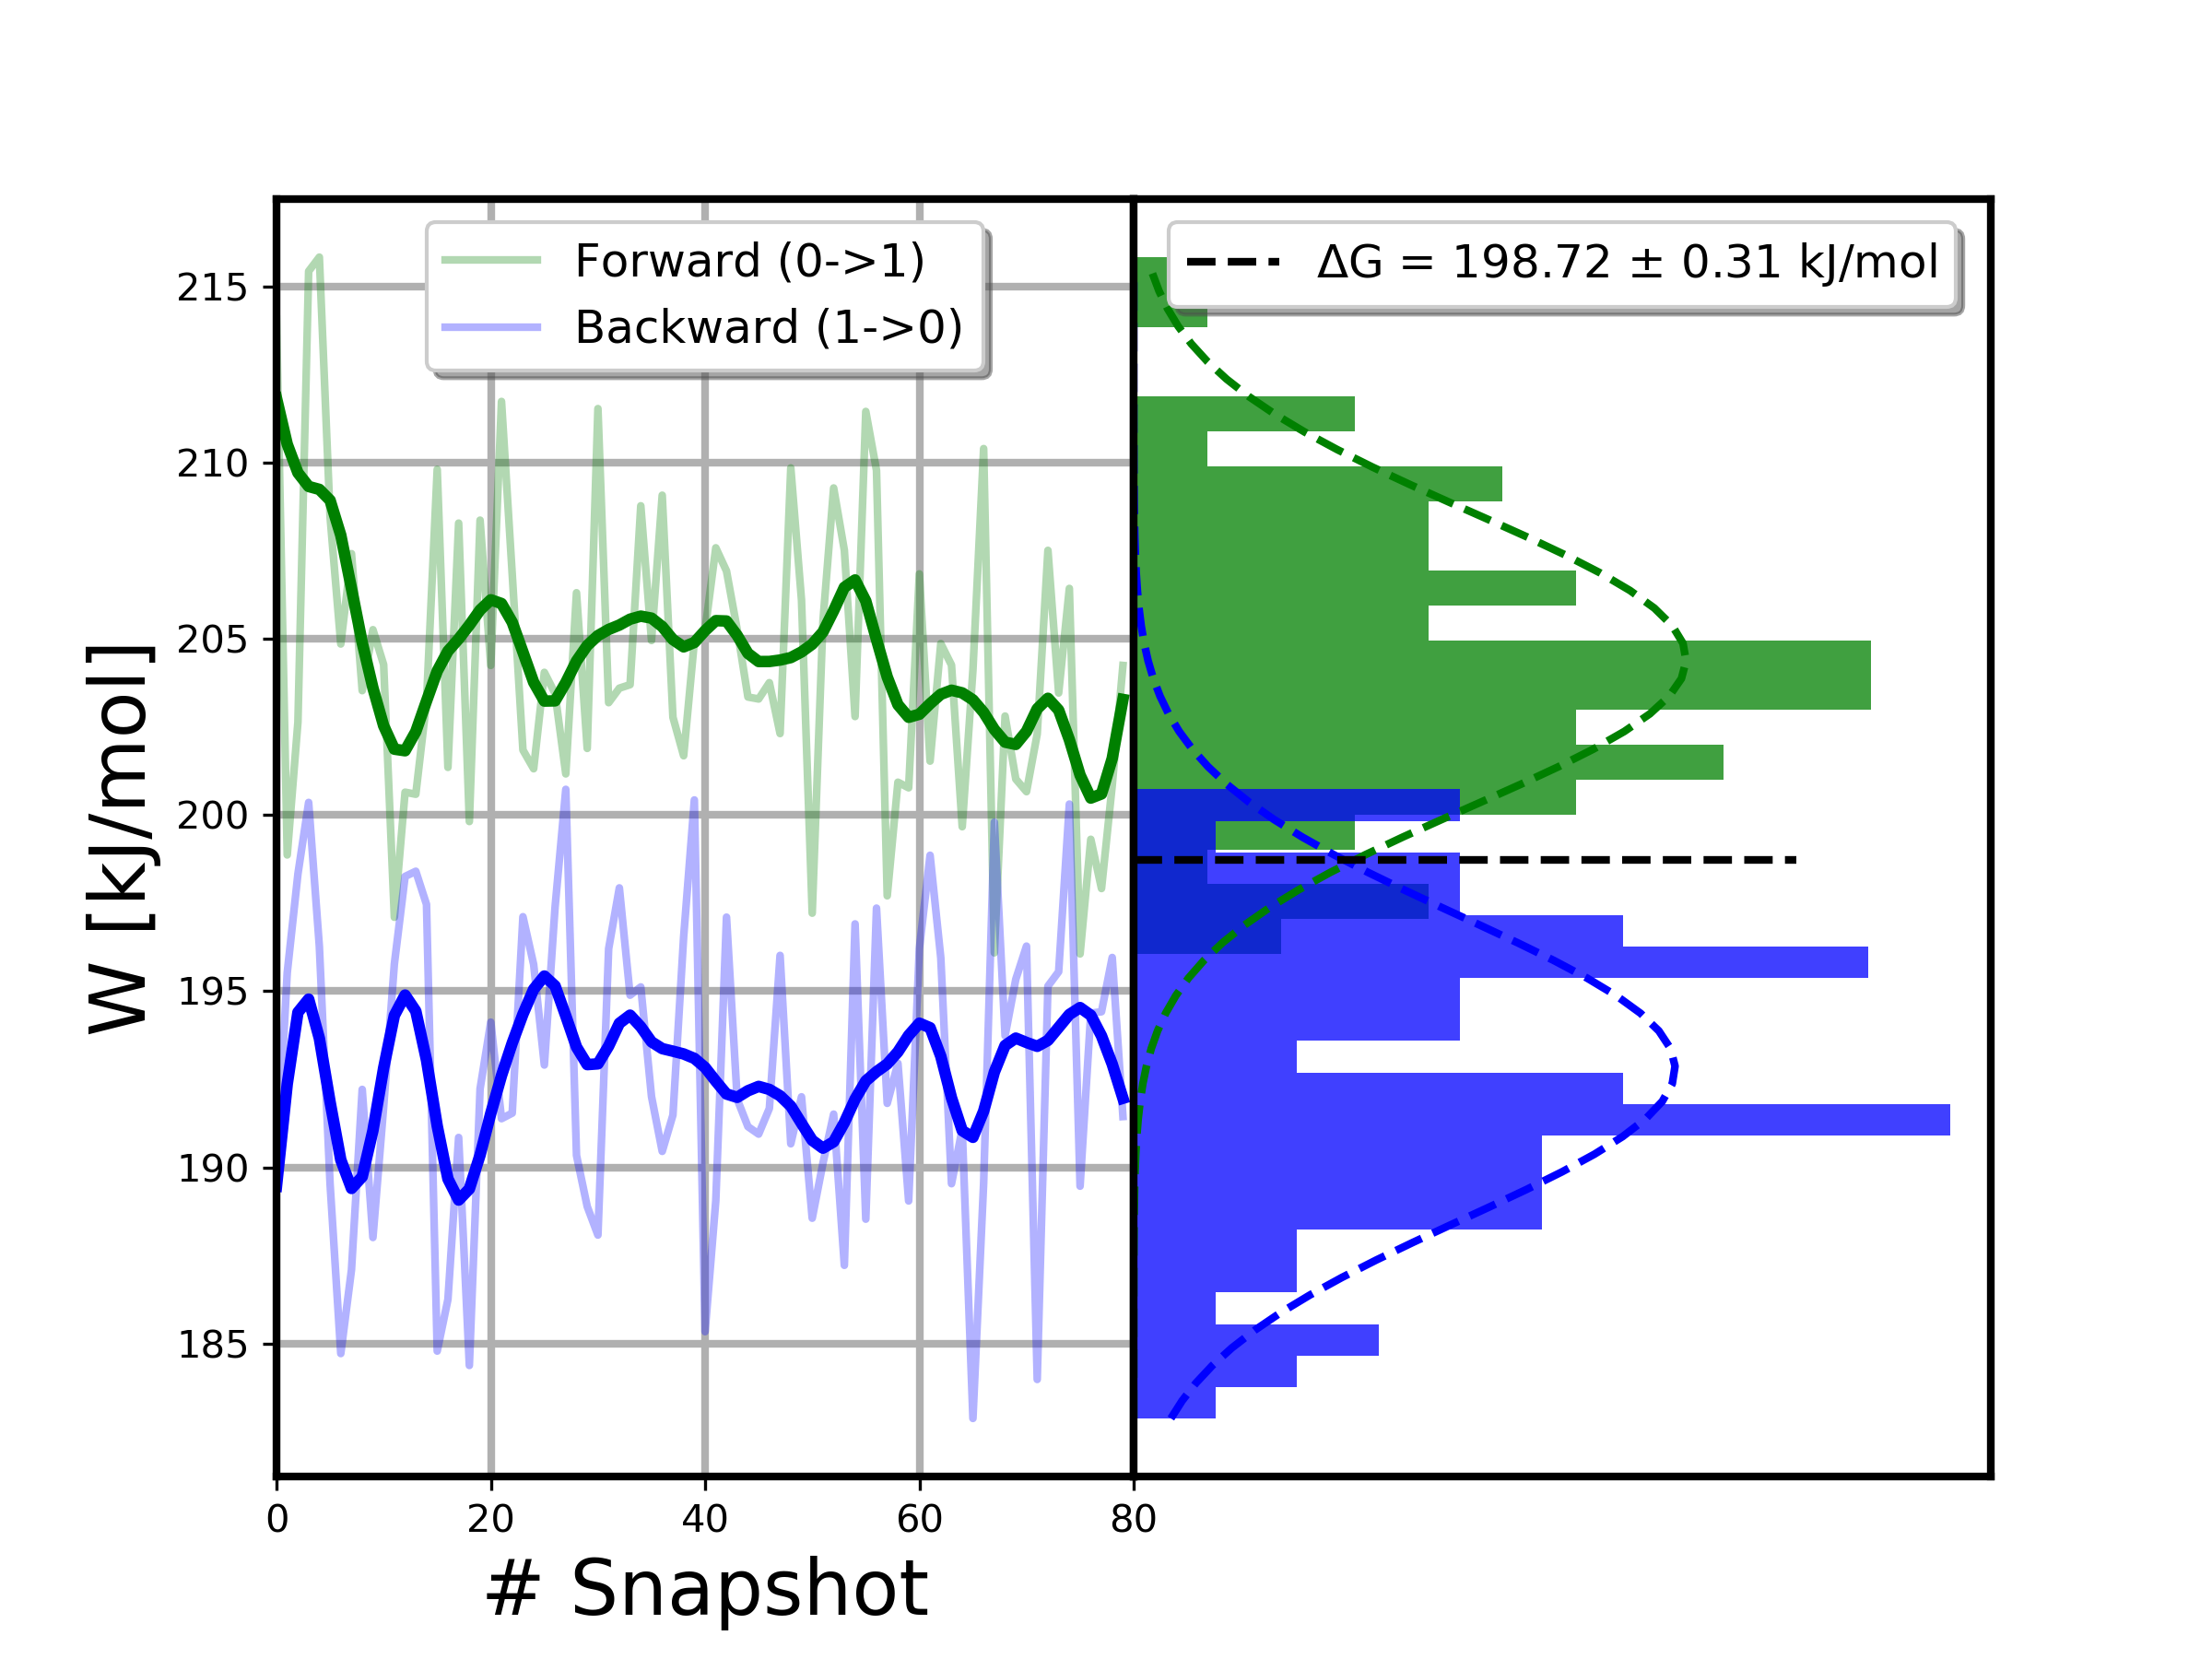 Forward (0->1)
Backward (1->0)
ΔG = 198.72 ± 0.31 kJ/mol
W [kJ/mol]
215
210
205
200
195
190
185
0 20 40 60 80
# Snapshot